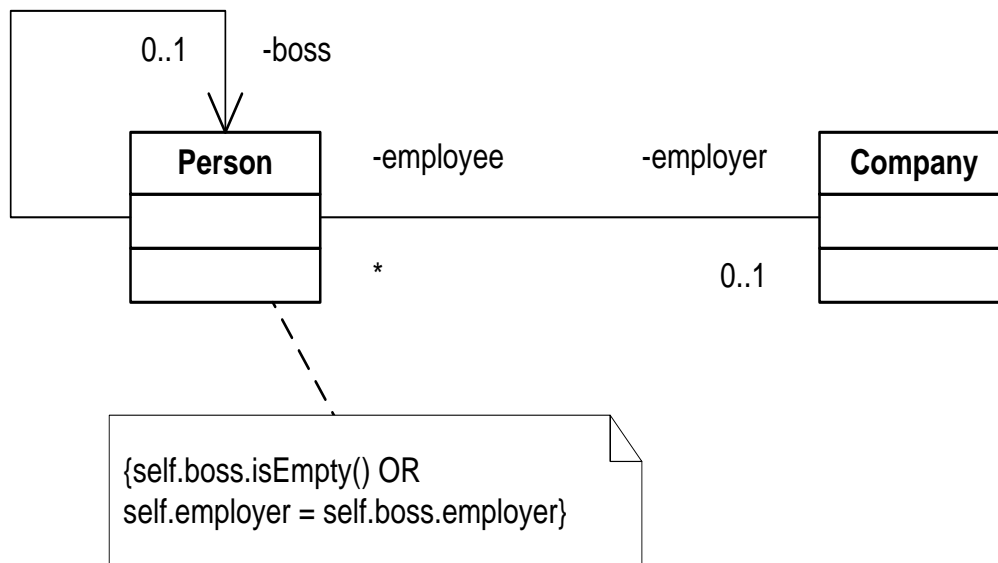 0..1 -boss
Person -employee -employer Company
* 0..1
{self.boss.isEmpty() OR
self.employer = self.boss.employer}